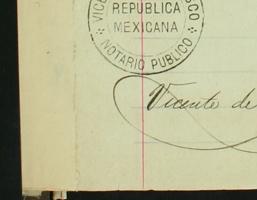 REPUBLICA
MEXICANA
NOTARIO PUBLICO
Vicente de